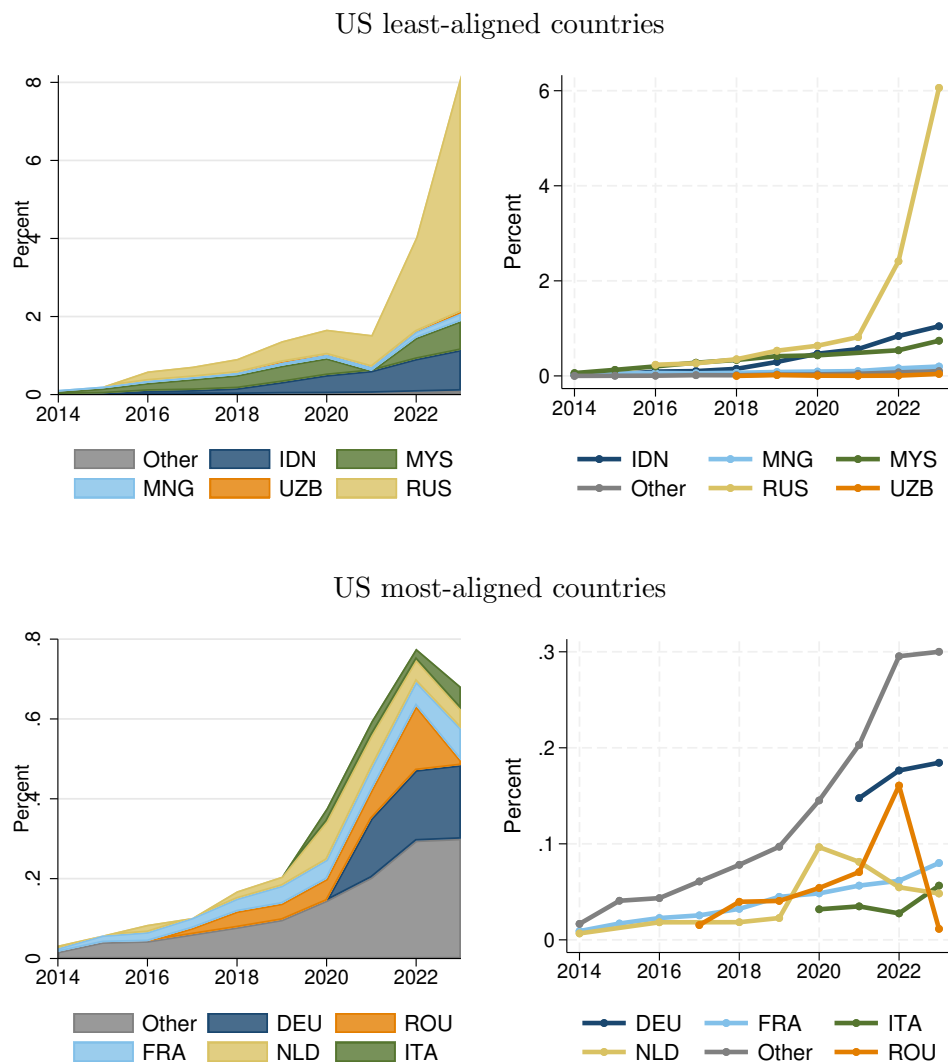 US least-aligned countries
Percent
0 2 4 6 8
2014 2016 2018 2020 2022
Other IDN MYS
MNG UZB RUS
Percent
0 2 4 6
2014 2016 2018 2020 2022
IDN MNG MYS
Other RUS UZB
US most-aligned countries
Percent
0 .2 .4 .6 .8
2014 2016 2018 2020 2022
Other DEU ROU
FRA NLD ITA
Percent
0 .1 .2 .3
2014 2016 2018 2020 2022
DEU FRA ITA
NLD Other ROU